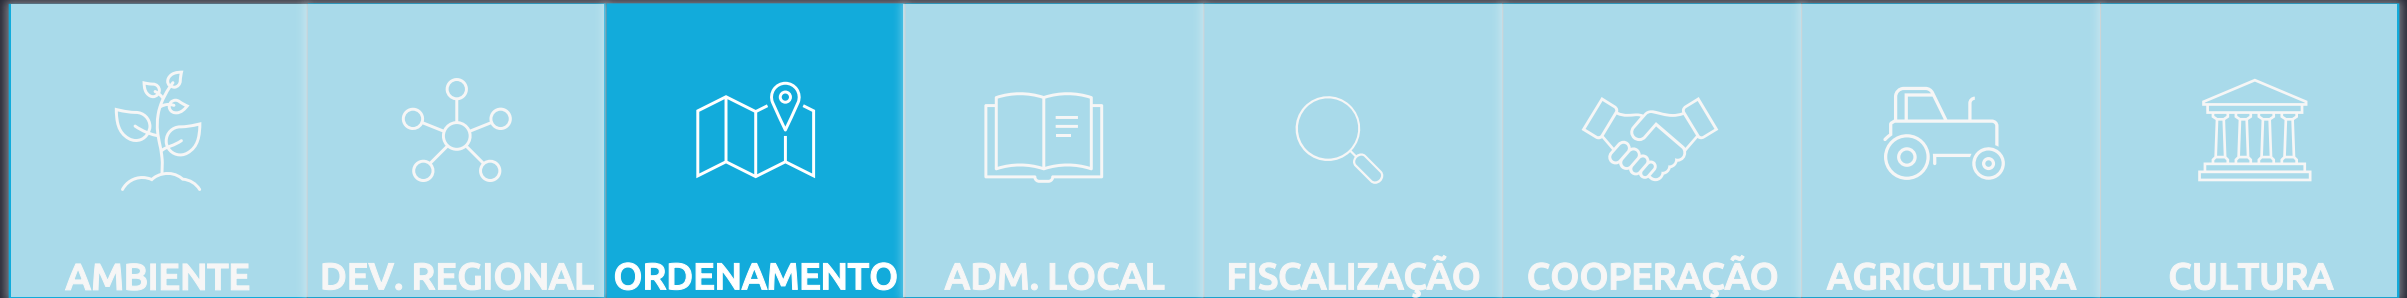 AMBIENTE
DEV. REGIONAL
ORDENAMENTO
ADM. LOCAL
FISCALIZAÇÃO
COOPERAÇÃO
AGRICULTURA
CULTURA